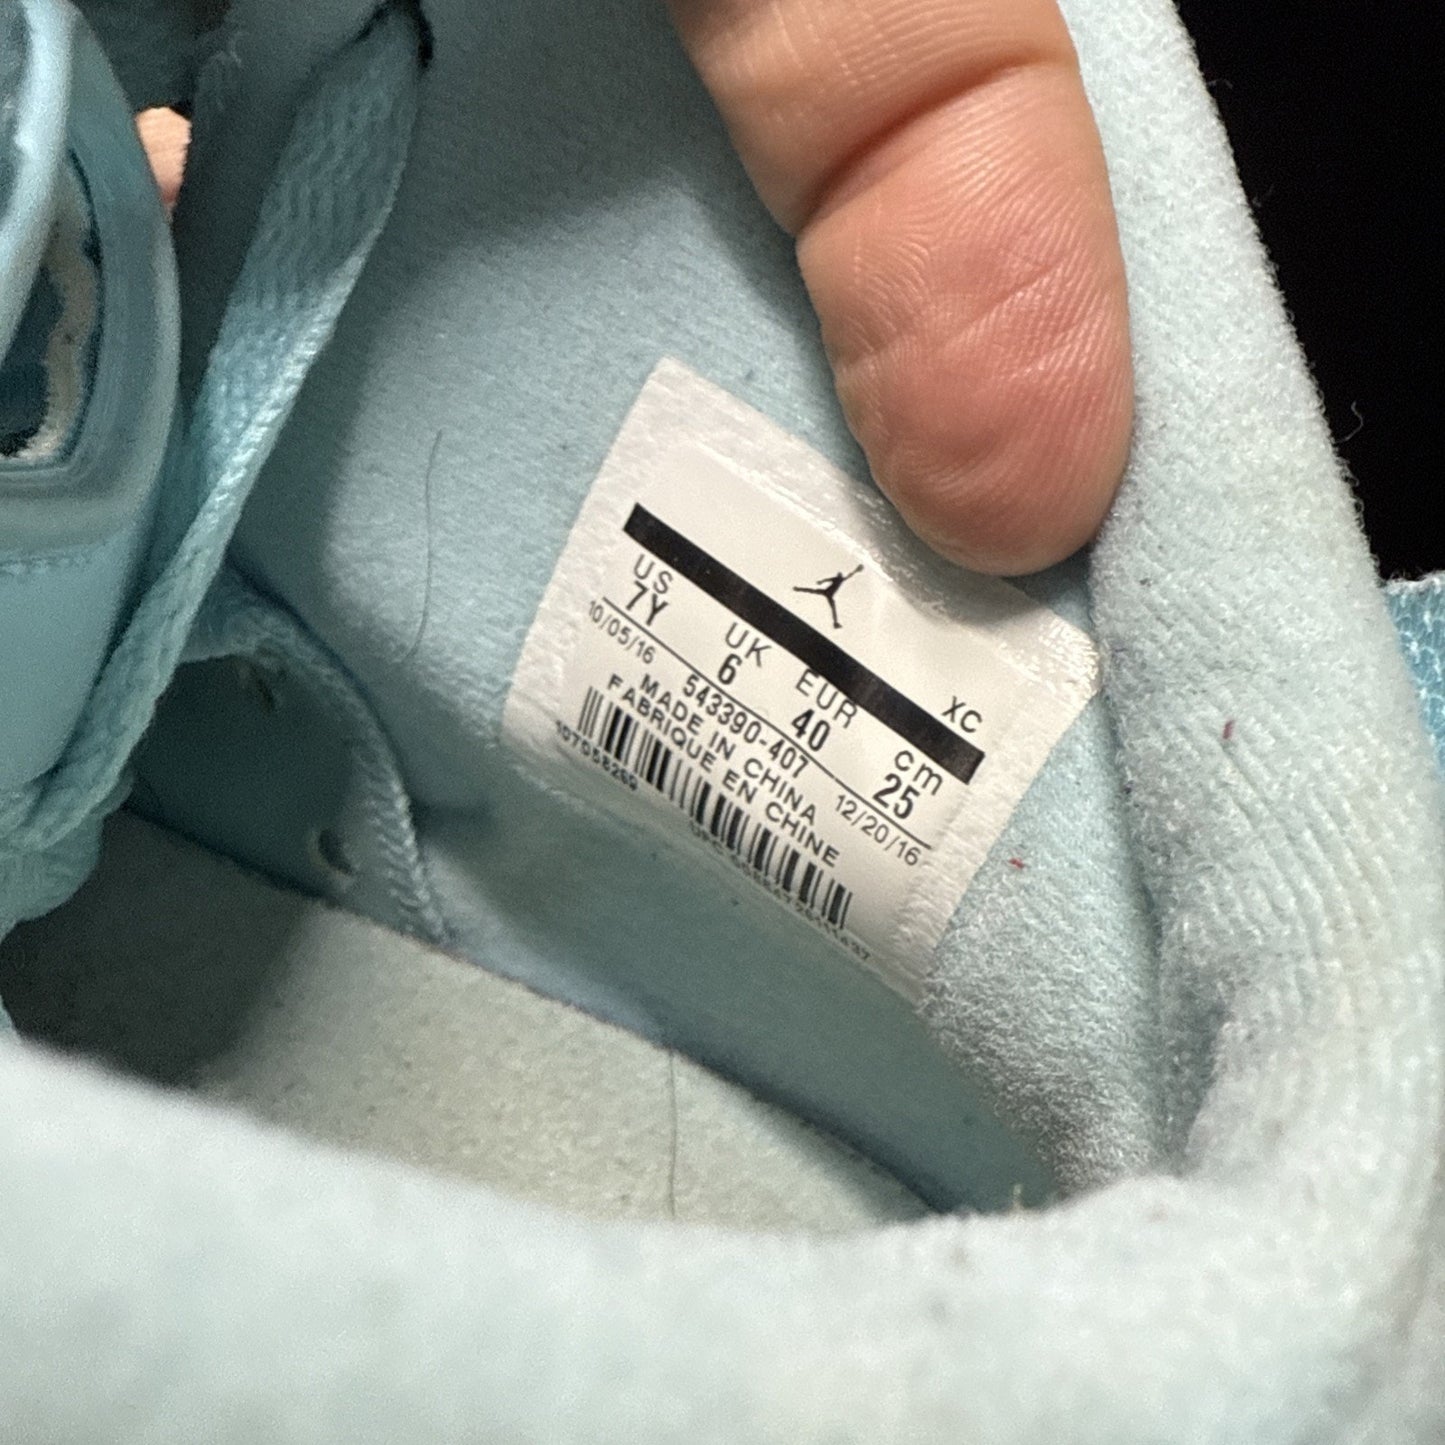 XC
US UK EUR cm
7Y 6 40 25
10/05/16 543390-407 12/20/16
MADE IN CHINA
FABRIQUE EN CHINE